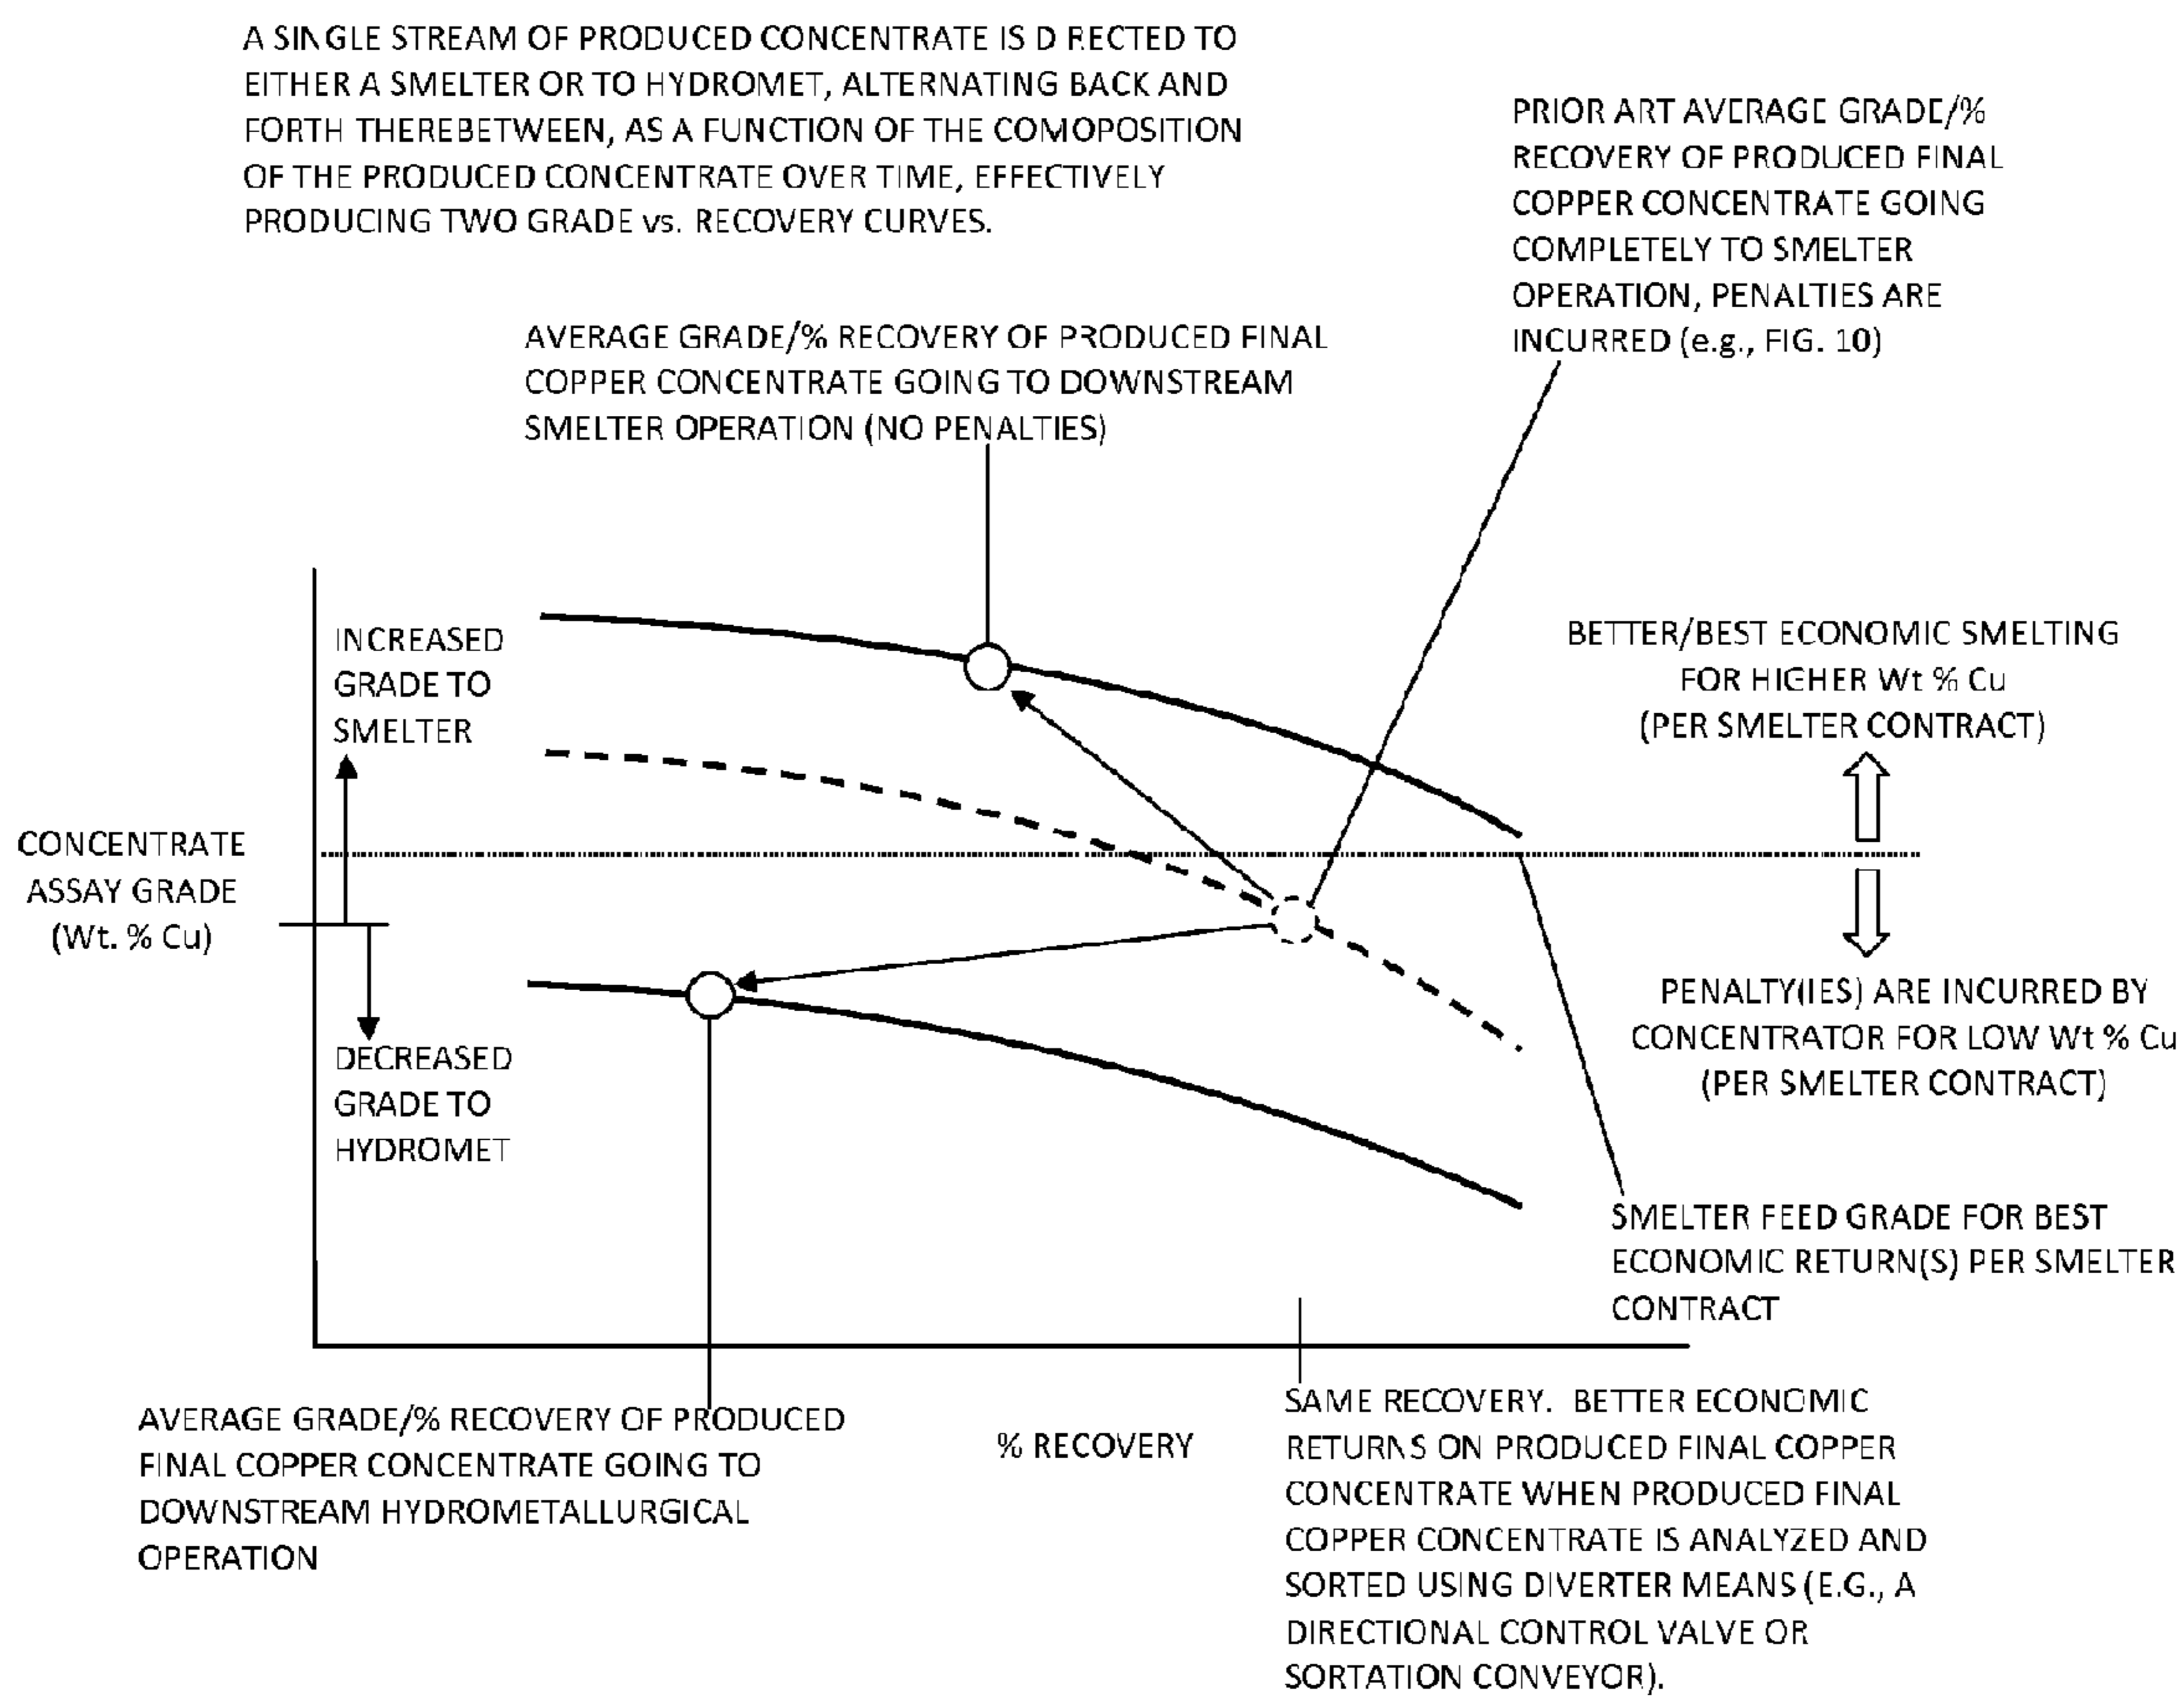 A SINGLE STREAM OF PRODUCED CONCENTRATE IS D RECTED TO
EITHER A SMELTER OR TO HYDROMET, ALTERNATING BACK AND
FORTH THEREBETWEEN, AS A FUNCTION OF THE COMOPOSITION
OF THE PRODUCED CONCENTRATE OVER TIME, EFFECTIVELY
PRODUCING TWO GRADE vs. RECOVERY CURVES.
PRIOR ART AVERAGE GRADE/%
RECOVERY OF PRODUCED FINAL
COPPER CONCENTRATE GOING
COMPLETELY TO SMELTER
OPERATION, PENALTIES ARE
INCURRED (e.g., FIG. 10)
AVERAGE GRADE/% RECOVERY OF PRODUCED FINAL
COPPER CONCENTRATE GOING TO DOWNSTREAM
SMELTER OPERATION (NO PENALTIES)
INCREASED
GRADE TO
SMELTER
BETTER/BEST ECONOMIC SMELTING
FOR HIGHER Wt % Cu
(PER SMELTER CONTRACT)
CONCENTRATE
ASSAY GRADE
(Wt. % Cu)
PENALTY(IES) ARE INCURRED BY
CONCENTRATOR FOR LOW Wt % Cu
(PER SMELTER CONTRACT)
DECREASED
GRADE TO
HYDROMET
SMELTER FEED GRADE FOR BEST
ECONOMIC RETURN(S) PER SMELTER
CONTRACT
AVERAGE GRADE/% RECOVERY OF PRODUCED
FINAL COPPER CONCENTRATE GOING TO
DOWNSTREAM HYDROMETALLURGICAL
OPERATION
% RECOVERY
SAME RECOVERY. BETTER ECONOMIC
RETURNS ON PRODUCED FINAL COPPER
CONCENTRATE WHEN PRODUCED FINAL
COPPER CONCENTRATE IS ANALYZED AND
SORTED USING DIVERTER MEANS (E.G., A
DIRECTIONAL CONTROL VALVE OR
SORTATION CONVEYOR).